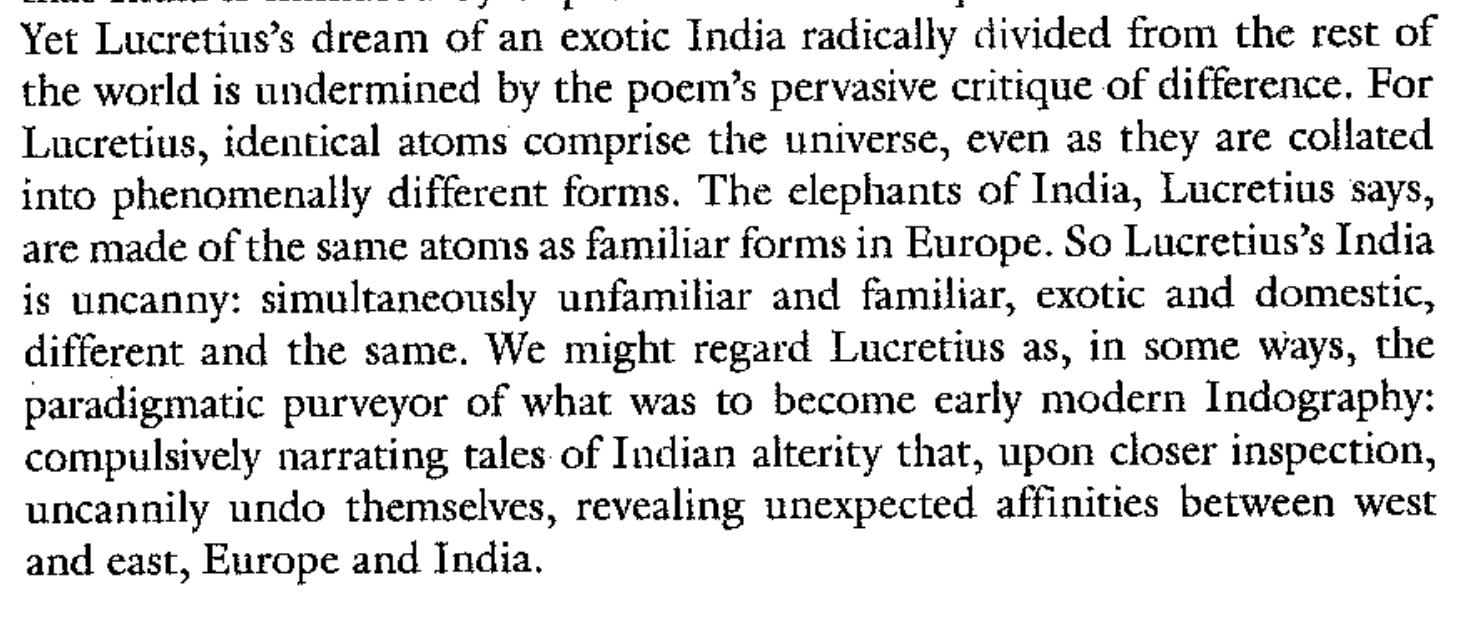 Yet Lucretius's dream of an exotic India radically divided from the rest of
the world is undermined by the poem's pervasive critique of difference. For
Lucretius, identical atoms comprise the universe, even as they are collated
into phenomenally different forms. The elephants of India, Lucretius says,
are made of the same atoms as familiar forms in Europe. So Lucretius's India
is uncanny: simultaneously unfamiliar and familiar, exotic and domestic,
different and the same. We might regard Lucretius as, in some ways, the
paradigmatic purveyor of what was to become early modern Indography:
compulsively narrating tales of Indian alterity that, upon closer inspection,
uncannily undo themselves, revealing unexpected affinities between west
and east, Europe and India.